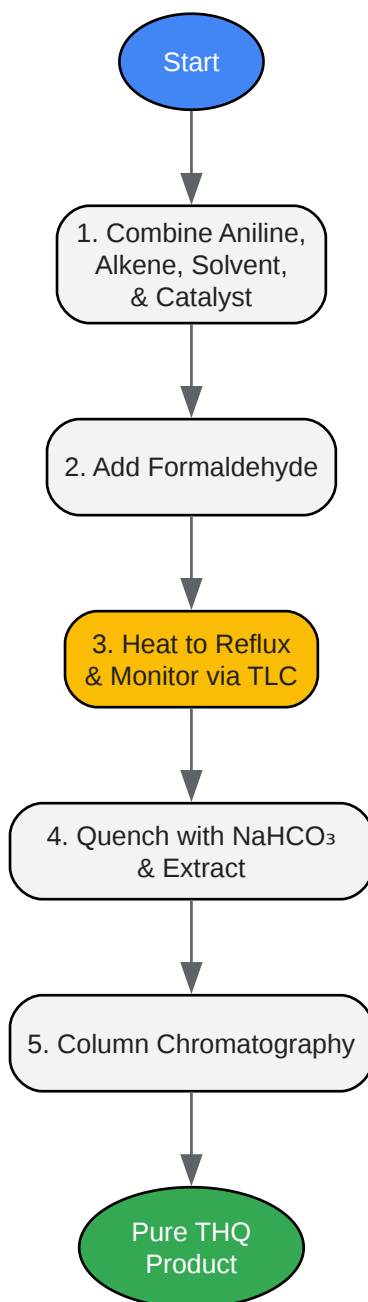 Start
1. Combine Aniline,
Alkene, Solvent,
& Catalyst
2. Add Formaldehyde
3. Heat to Reflux
& Monitor via TLC
4. Quench with NaHCO₃
& Extract
5. Column Chromatography
Pure THQ
Product